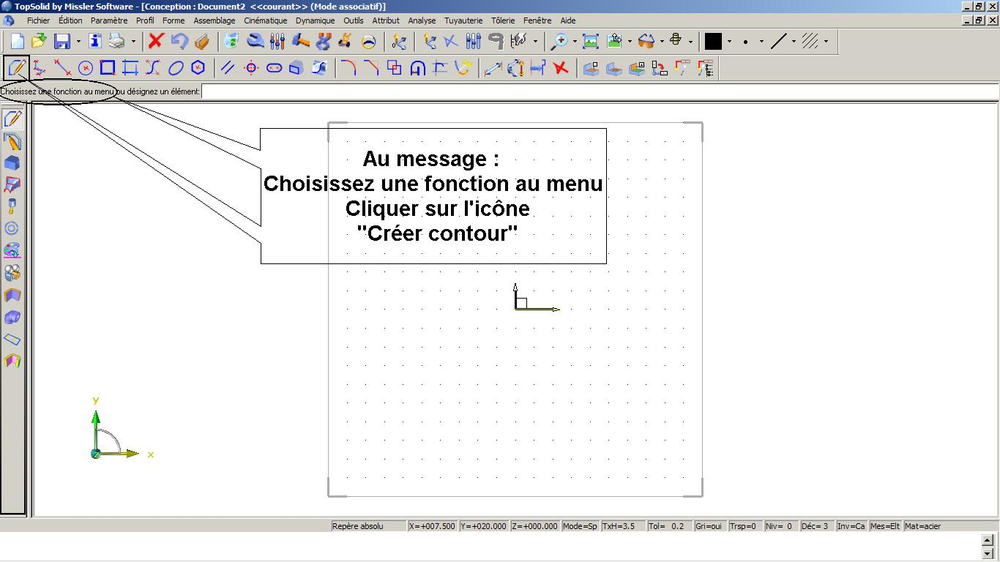 TopSolid by Missler Software - [Conception : Document2 <<courant>> (Mode associatif)]
Fichier Édition Paramètre Profil Forme Assemblage Cinématique Dynamique Outils Attribut Analyse Tuyauterie Tôlerie Fenêtre Aide
Choisissez une fonction au menu ou désignez un élément:
Au message :
Choisissez une fonction au menu
Cliquer sur l'icône
"Créer contour"
y
z x
Repère absolu X=+007.500 Y=+020.000 Z=+000.000 Mode=Sp TxH=3.5 Tol= 0.2 Gri=oui Trsp=0 Niv= 0 Déc= 3 Inv=Ca Mes=Elt Mat=acier